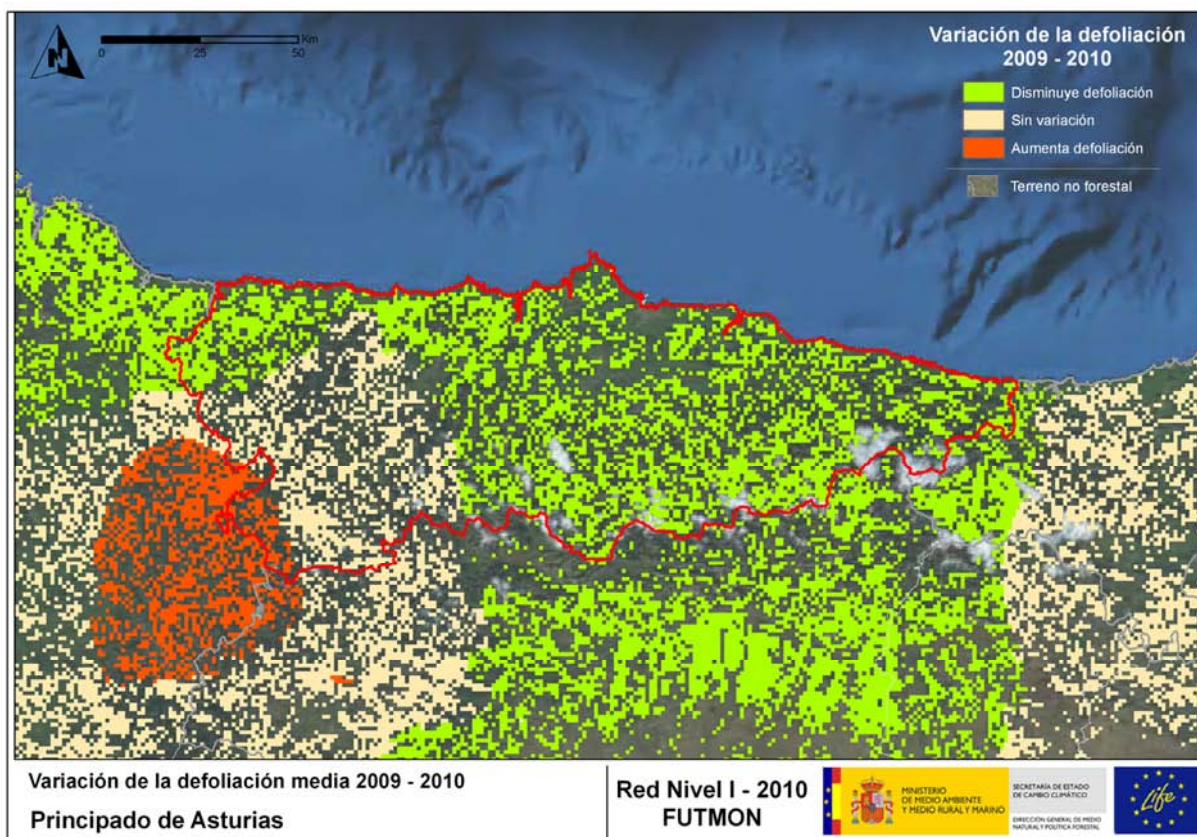 N
Km
0 25 50
Variación de la defoliación
2009 - 2010
Disminuye defoliación
Sin variación
Aumenta defoliación
Terreno no forestal
Variación de la defoliación media 2009 - 2010
Principado de Asturias
Red Nivel I - 2010
FUTMON
MINISTERIO
DE MEDIO AMBIENTE
Y MEDIO RURAL Y MARINO
SECRETARÍA DE ESTADO
DE CAMBIO CLIMÁTICO
DIRECCIÓN GENERAL DE MEDIO
NATURAL Y POLÍTICA FORESTAL
Life